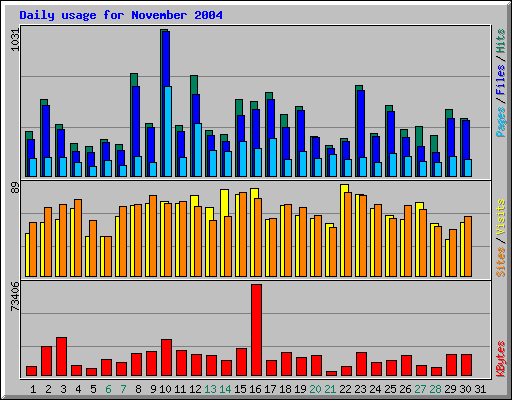 Daily usage for November 2004
1031
Pages / Files / Hits
89
Sites / Visits
73406
KBytes
1 2 3 4 5 6 7 8 9 10 11 12 13 14 15 16 17 18 19 20 21 22 23 24 25 26 27 28 29 30 31